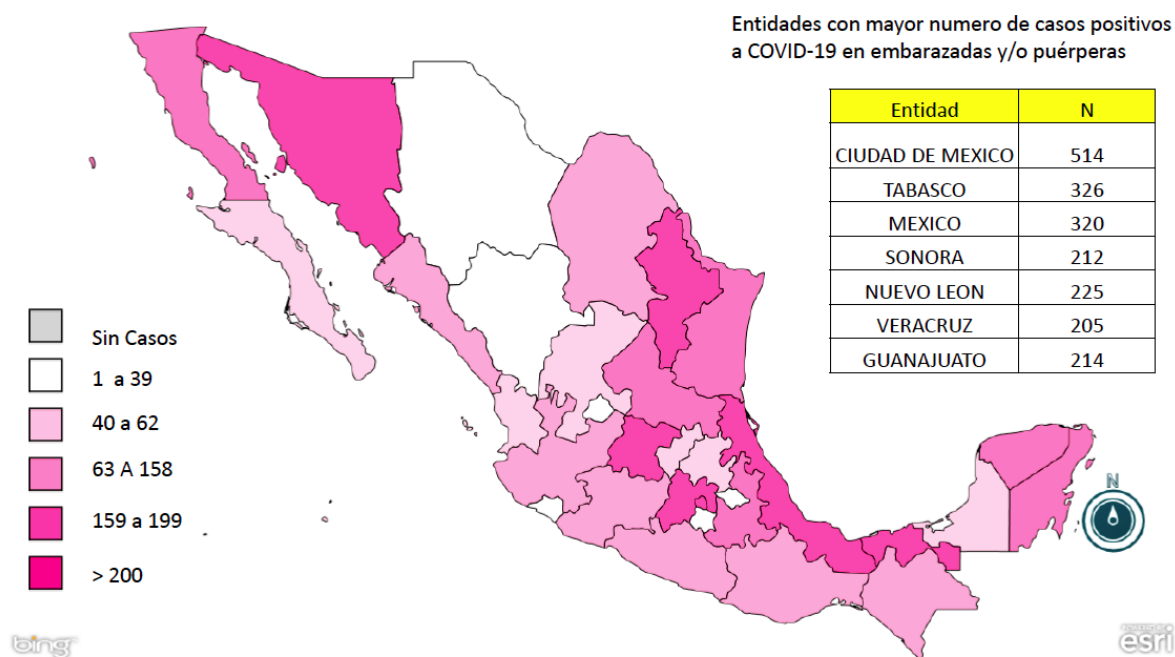 Entidades con mayor numero de casos positivos
a COVID-19 en embarazadas y/o puérperas
Entidad N
CIUDAD DE MEXICO 514
TABASCO 326
MEXICO 320
SONORA 212
NUEVO LEON 225
VERACRUZ 205
GUANAJUATO 214
Sin Casos
1 a 39
40 a 62
63 A 158
159 a 199
> 200
N
bing
POWERED BY
esri